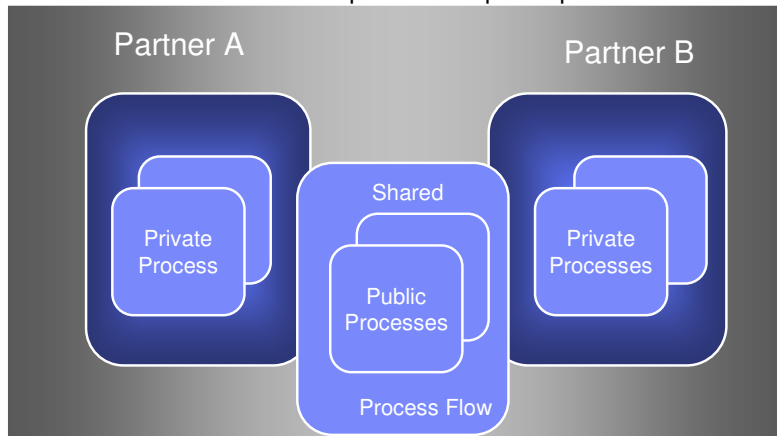 Partner A
Partner B
Private
Process
Shared
Public
Processes
Process Flow
Private
Processes